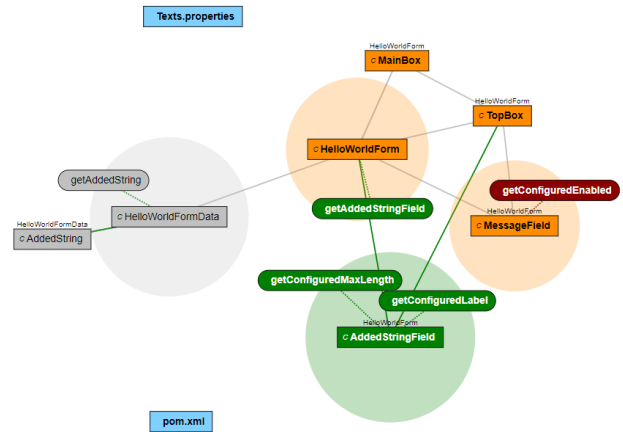 Texts.properties
HelloWorldForm
C MainBox
HelloWorldForm
C TopBox
C HelloWorldForm
getAddedString
getConfiguredEnabled
getAddedStringField
C HelloWorldFormData
HelloWorldForm
C MessageField
HelloWorldFormData
C AddedString
getConfiguredMaxLength
getConfiguredLabel
HelloWorldForm
C AddedStringField
pom.xml